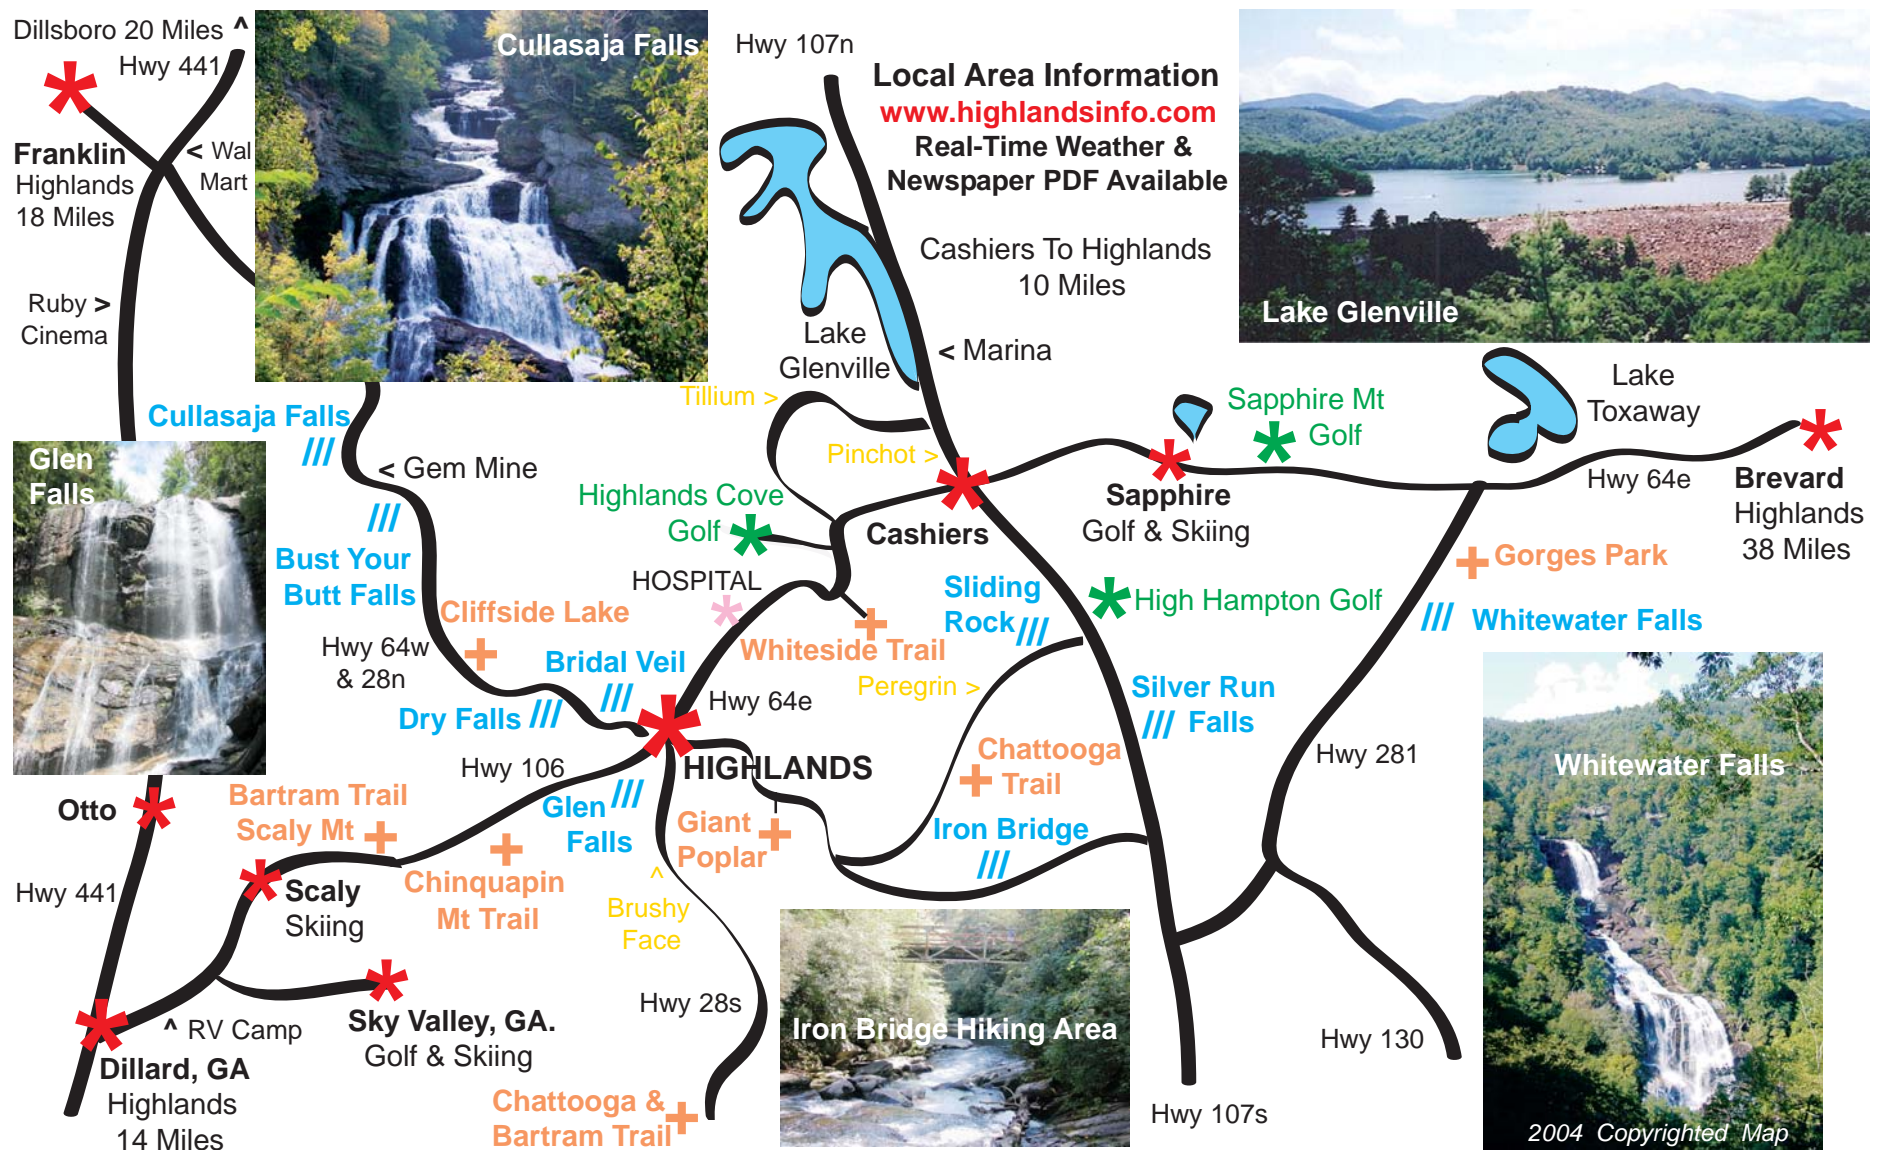 Dillsboro 20 Miles ^
Hwy 441
Franklin
Highlands
18 Miles
< Wal
Mart
Ruby >
Cinema
Cullasaja Falls
Hwy 107n
Local Area Information
www.highlandsinfo.com
Real-Time Weather &
Newspaper PDF Available
Cashiers To Highlands
10 Miles
Lake Glenville
Lake
Glenville
< Marina
Tillium >
Pinchot >
Sapphire Mt
Golf
Lake
Toxaway
Cullasaja Falls
< Gem Mine
Glen
Falls
Highlands Cove
Golf
Cashiers
Sapphire
Golf & Skiing
Hwy 64e
Brevard
Highlands
38 Miles
Bust Your
Butt Falls
HOSPITAL
Sliding
Rock
High Hampton Golf
Gorges Park
Whitewater Falls
Cliffside Lake
Hwy 64w
& 28n
Bridal Veil
Whiteside Trail
Peregrin >
Dry Falls
Hwy 64e
Silver Run
Falls
Hwy 106
HIGHLANDS
Chattooga
Trail
Hwy 281
Whitewater Falls
Otto
Bartram Trail
Scaly Mt
Glen
Falls
Giant
Poplar
Iron Bridge
Hwy 441
Scaly
Skiing
Chinquapin
Mt Trail
^
Brushy
Face
Hwy 28s
^ RV Camp
Sky Valley, GA.
Golf & Skiing
Iron Bridge Hiking Area
Hwy 130
Dillard, GA
Highlands
14 Miles
Chattooga &
Bartram Trail
Hwy 107s
2004 Copyrighted Map